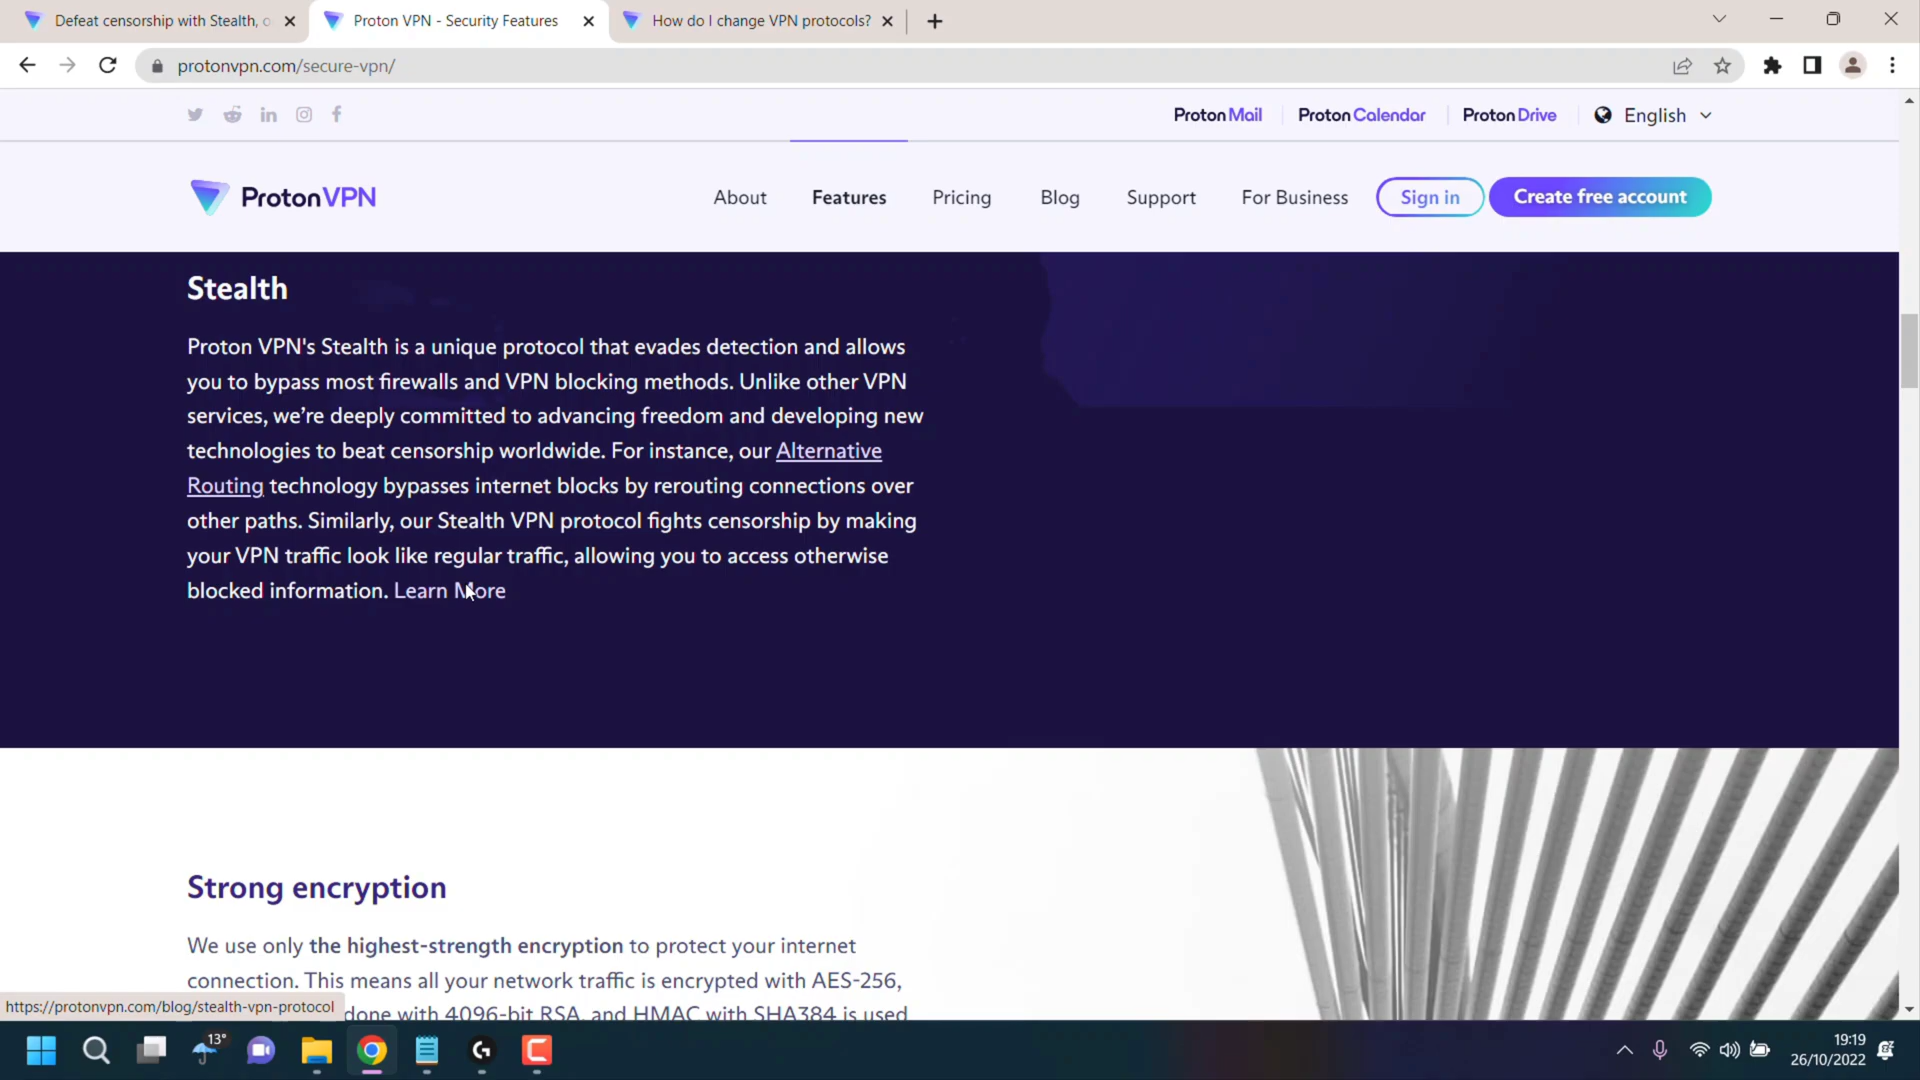 Defeat censorship with Stealth, o
Proton VPN - Security Features
How do I change VPN protocols?
protonvpn.com/secure-vpn/
Proton Mail
Proton Calendar
Proton Drive
English
ProtonVPN
About
Features
Pricing
Blog
Support
For Business
Sign in
Create free account
Stealth
Proton VPN's Stealth is a unique protocol that evades detection and allows
you to bypass most firewalls and VPN blocking methods. Unlike other VPN
services, we're deeply committed to advancing freedom and developing new
technologies to beat censorship worldwide. For instance, our Alternative
Routing technology bypasses internet blocks by rerouting connections over
other paths. Similarly, our Stealth VPN protocol fights censorship by making
your VPN traffic look like regular traffic, allowing you to access otherwise
blocked information. Learn More
Strong encryption
We use only the highest-strength encryption to protect your internet
connection. This means all your network traffic is encrypted with AES-256,
done with 4096-bit RSA, and HMAC with SHA384 is used
https://protonvpn.com/blog/stealth-vpn-protocol
13°
19:19
26/10/2022